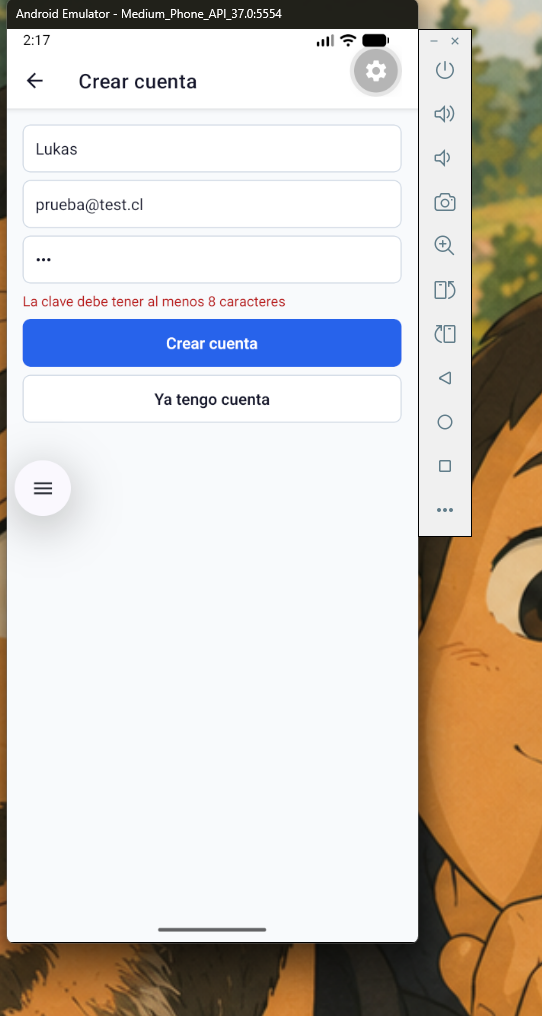 Android Emulator - Medium_Phone_API_37.0:5554
2:17
Crear cuenta
Lukas
prueba@test.cl
•••
La clave debe tener al menos 8 caracteres
Crear cuenta
Ya tengo cuenta